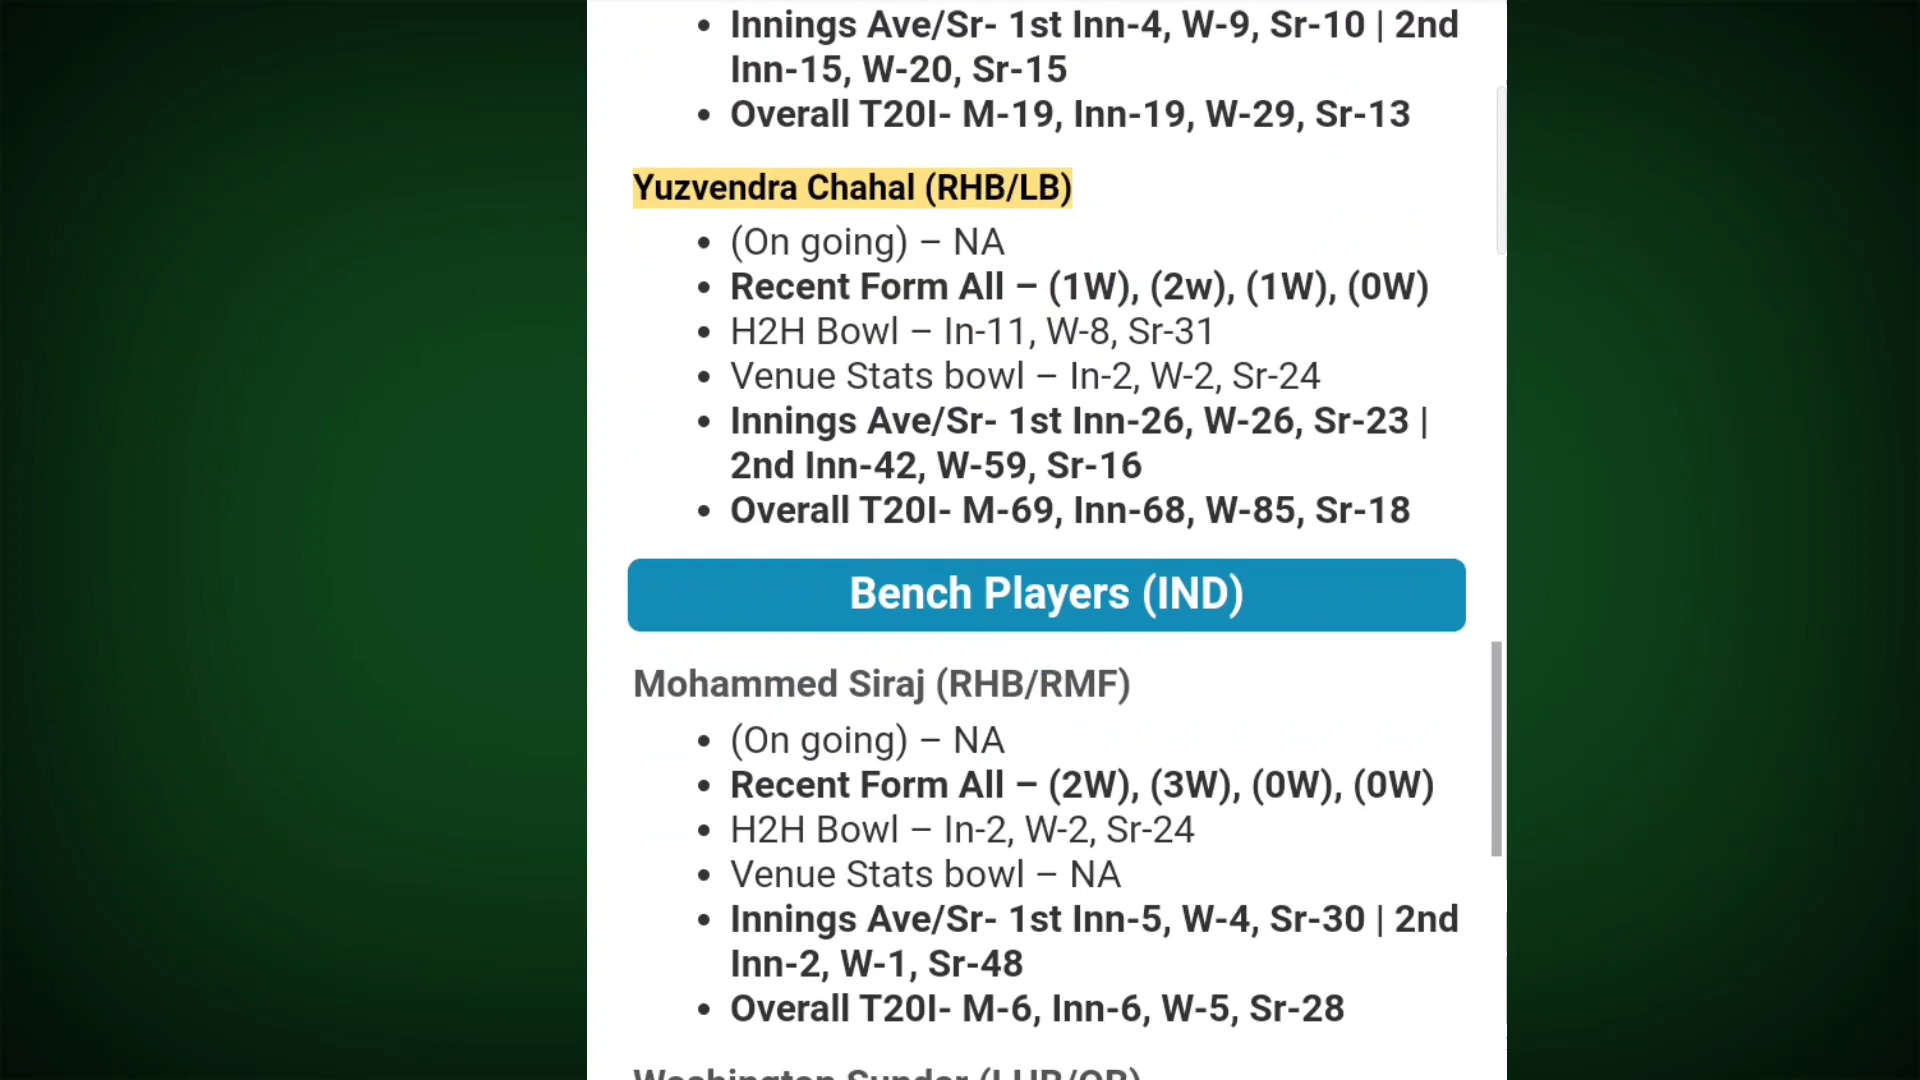 Innings Ave/Sr- 1st Inn-4, W-9, Sr-10 | 2nd
Inn-15, W-20, Sr-15
Overall T20I- M-19, Inn-19, W-29, Sr-13
Yuzvendra Chahal (RHB/LB)
(On going) – NA
Recent Form All – (1W), (2w), (1W), (0W)
H2H Bowl – In-11, W-8, Sr-31
Venue Stats bowl – In-2, W-2, Sr-24
Innings Ave/Sr- 1st Inn-26, W-26, Sr-23 |
2nd Inn-42, W-59, Sr-16
Overall T20I- M-69, Inn-68, W-85, Sr-18
Bench Players (IND)
Mohammed Siraj (RHB/RMF)
(On going) – NA
Recent Form All – (2W), (3W), (0W), (0W)
H2H Bowl – In-2, W-2, Sr-24
Venue Stats bowl – NA
Innings Ave/Sr- 1st Inn-5, W-4, Sr-30 | 2nd
Inn-2, W-1, Sr-48
Overall T20I- M-6, Inn-6, W-5, Sr-28
Washington Sundar (LHB/OB)